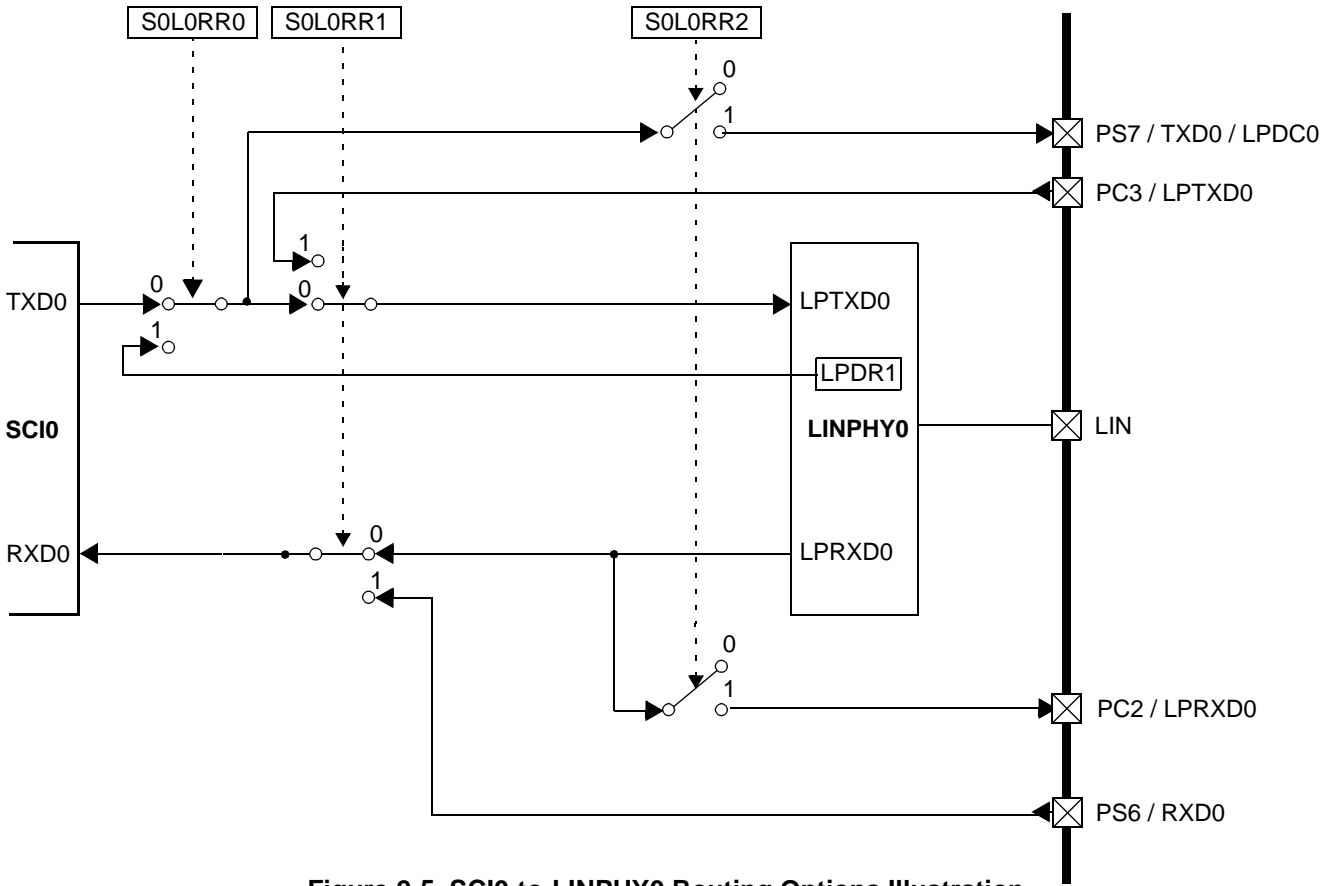 S0L0RR0 S0L0RR1 S0L0RR2
0
1
PS7 / TXD0 / LPDC0
PC3 / LPTXD0
1
TXD0 0 0 LPTXD0
1
LPDR1
SCI0 LINPHY0 LIN
RXD0 0 LPRXD0
1
0
1
PC2 / LPRXD0
PS6 / RXD0
Figure 2-5. SCI0-to-LINPHY0 Routing Options Illustration